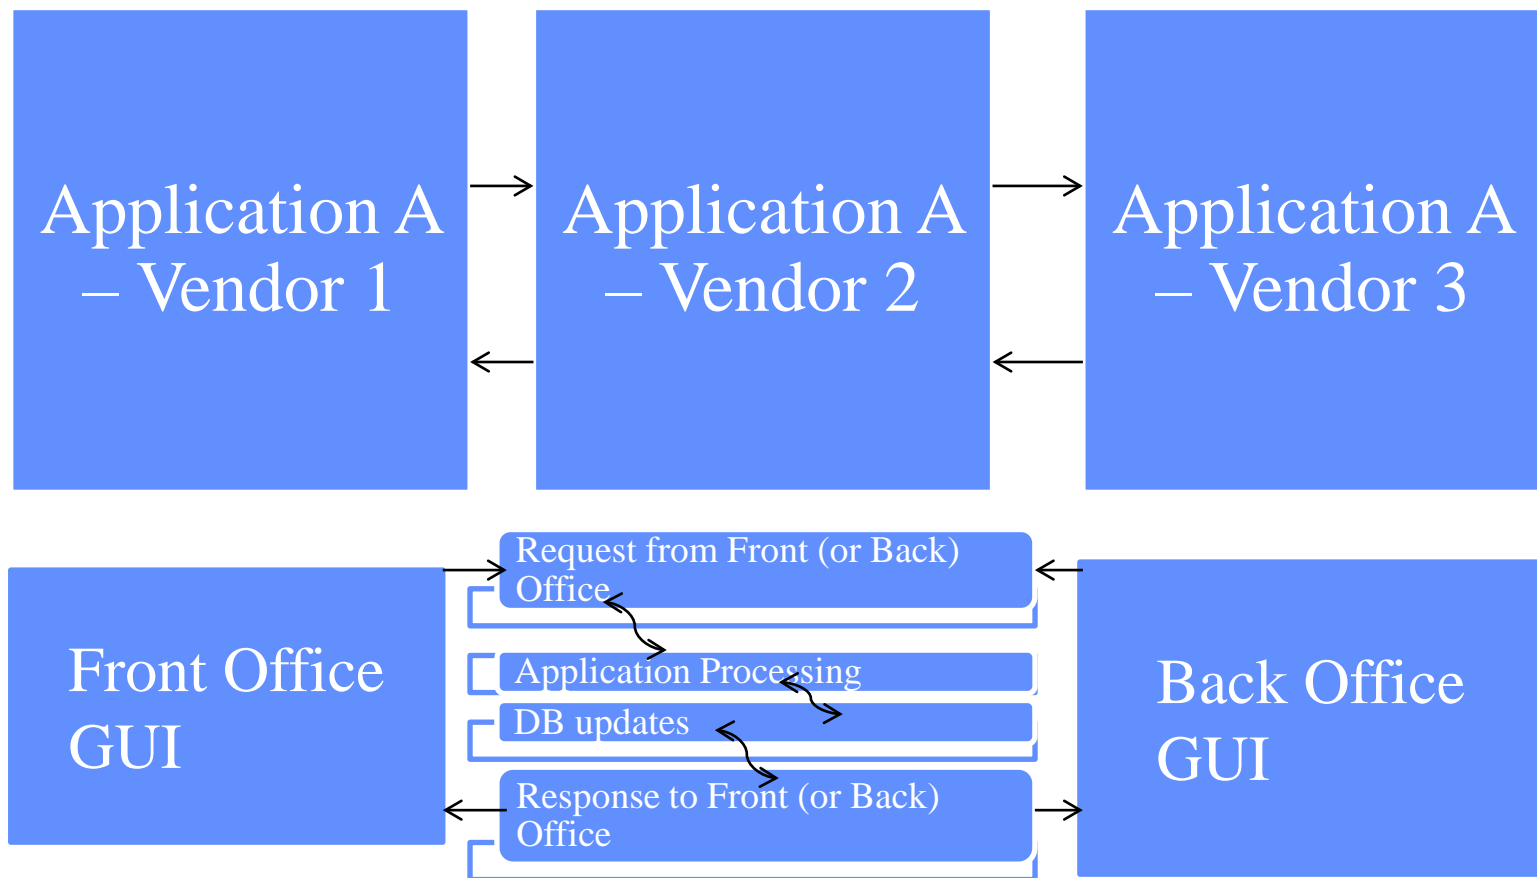 Application A
– Vendor 1
Application A
– Vendor 2
Application A
– Vendor 3
Front Office
GUI
Request from Front (or Back)
Office
Application Processing
DB updates
Response to Front (or Back)
Office
Back Office
GUI